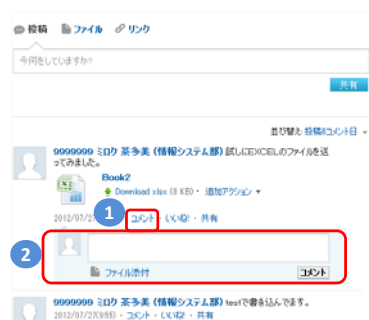 投稿 ファイル リンク
今何をしていますか?
共有
並び替え 投稿&コメント日
9999999 ミロク 茶多美 (情報システム部) 試しにEXCELのファイルを送
ってみました。
Book2
Download xlsx (8 KB) ・ 追加アクション
2012/07/27 コメント・いいね!・共有
1
2
ファイル添付 コメント
9999999 ミロク 茶多美 (情報システム部) testで書き込んでます。
2012/07/27(9:55)・コメント・いいね!・共有